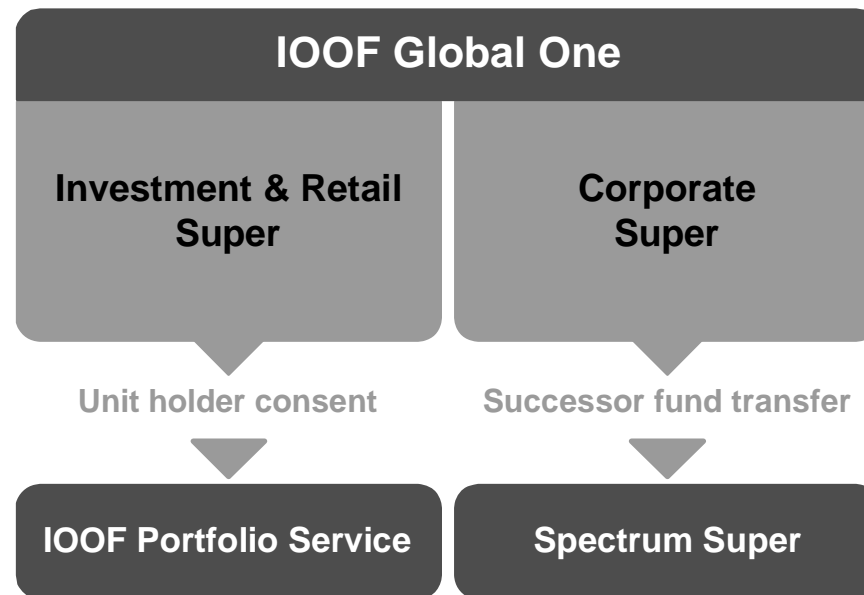 IOOF Global One
Investment & Retail
Super
Corporate
Super
Unit holder consent
Successor fund transfer
IOOF Portfolio Service
Spectrum Super